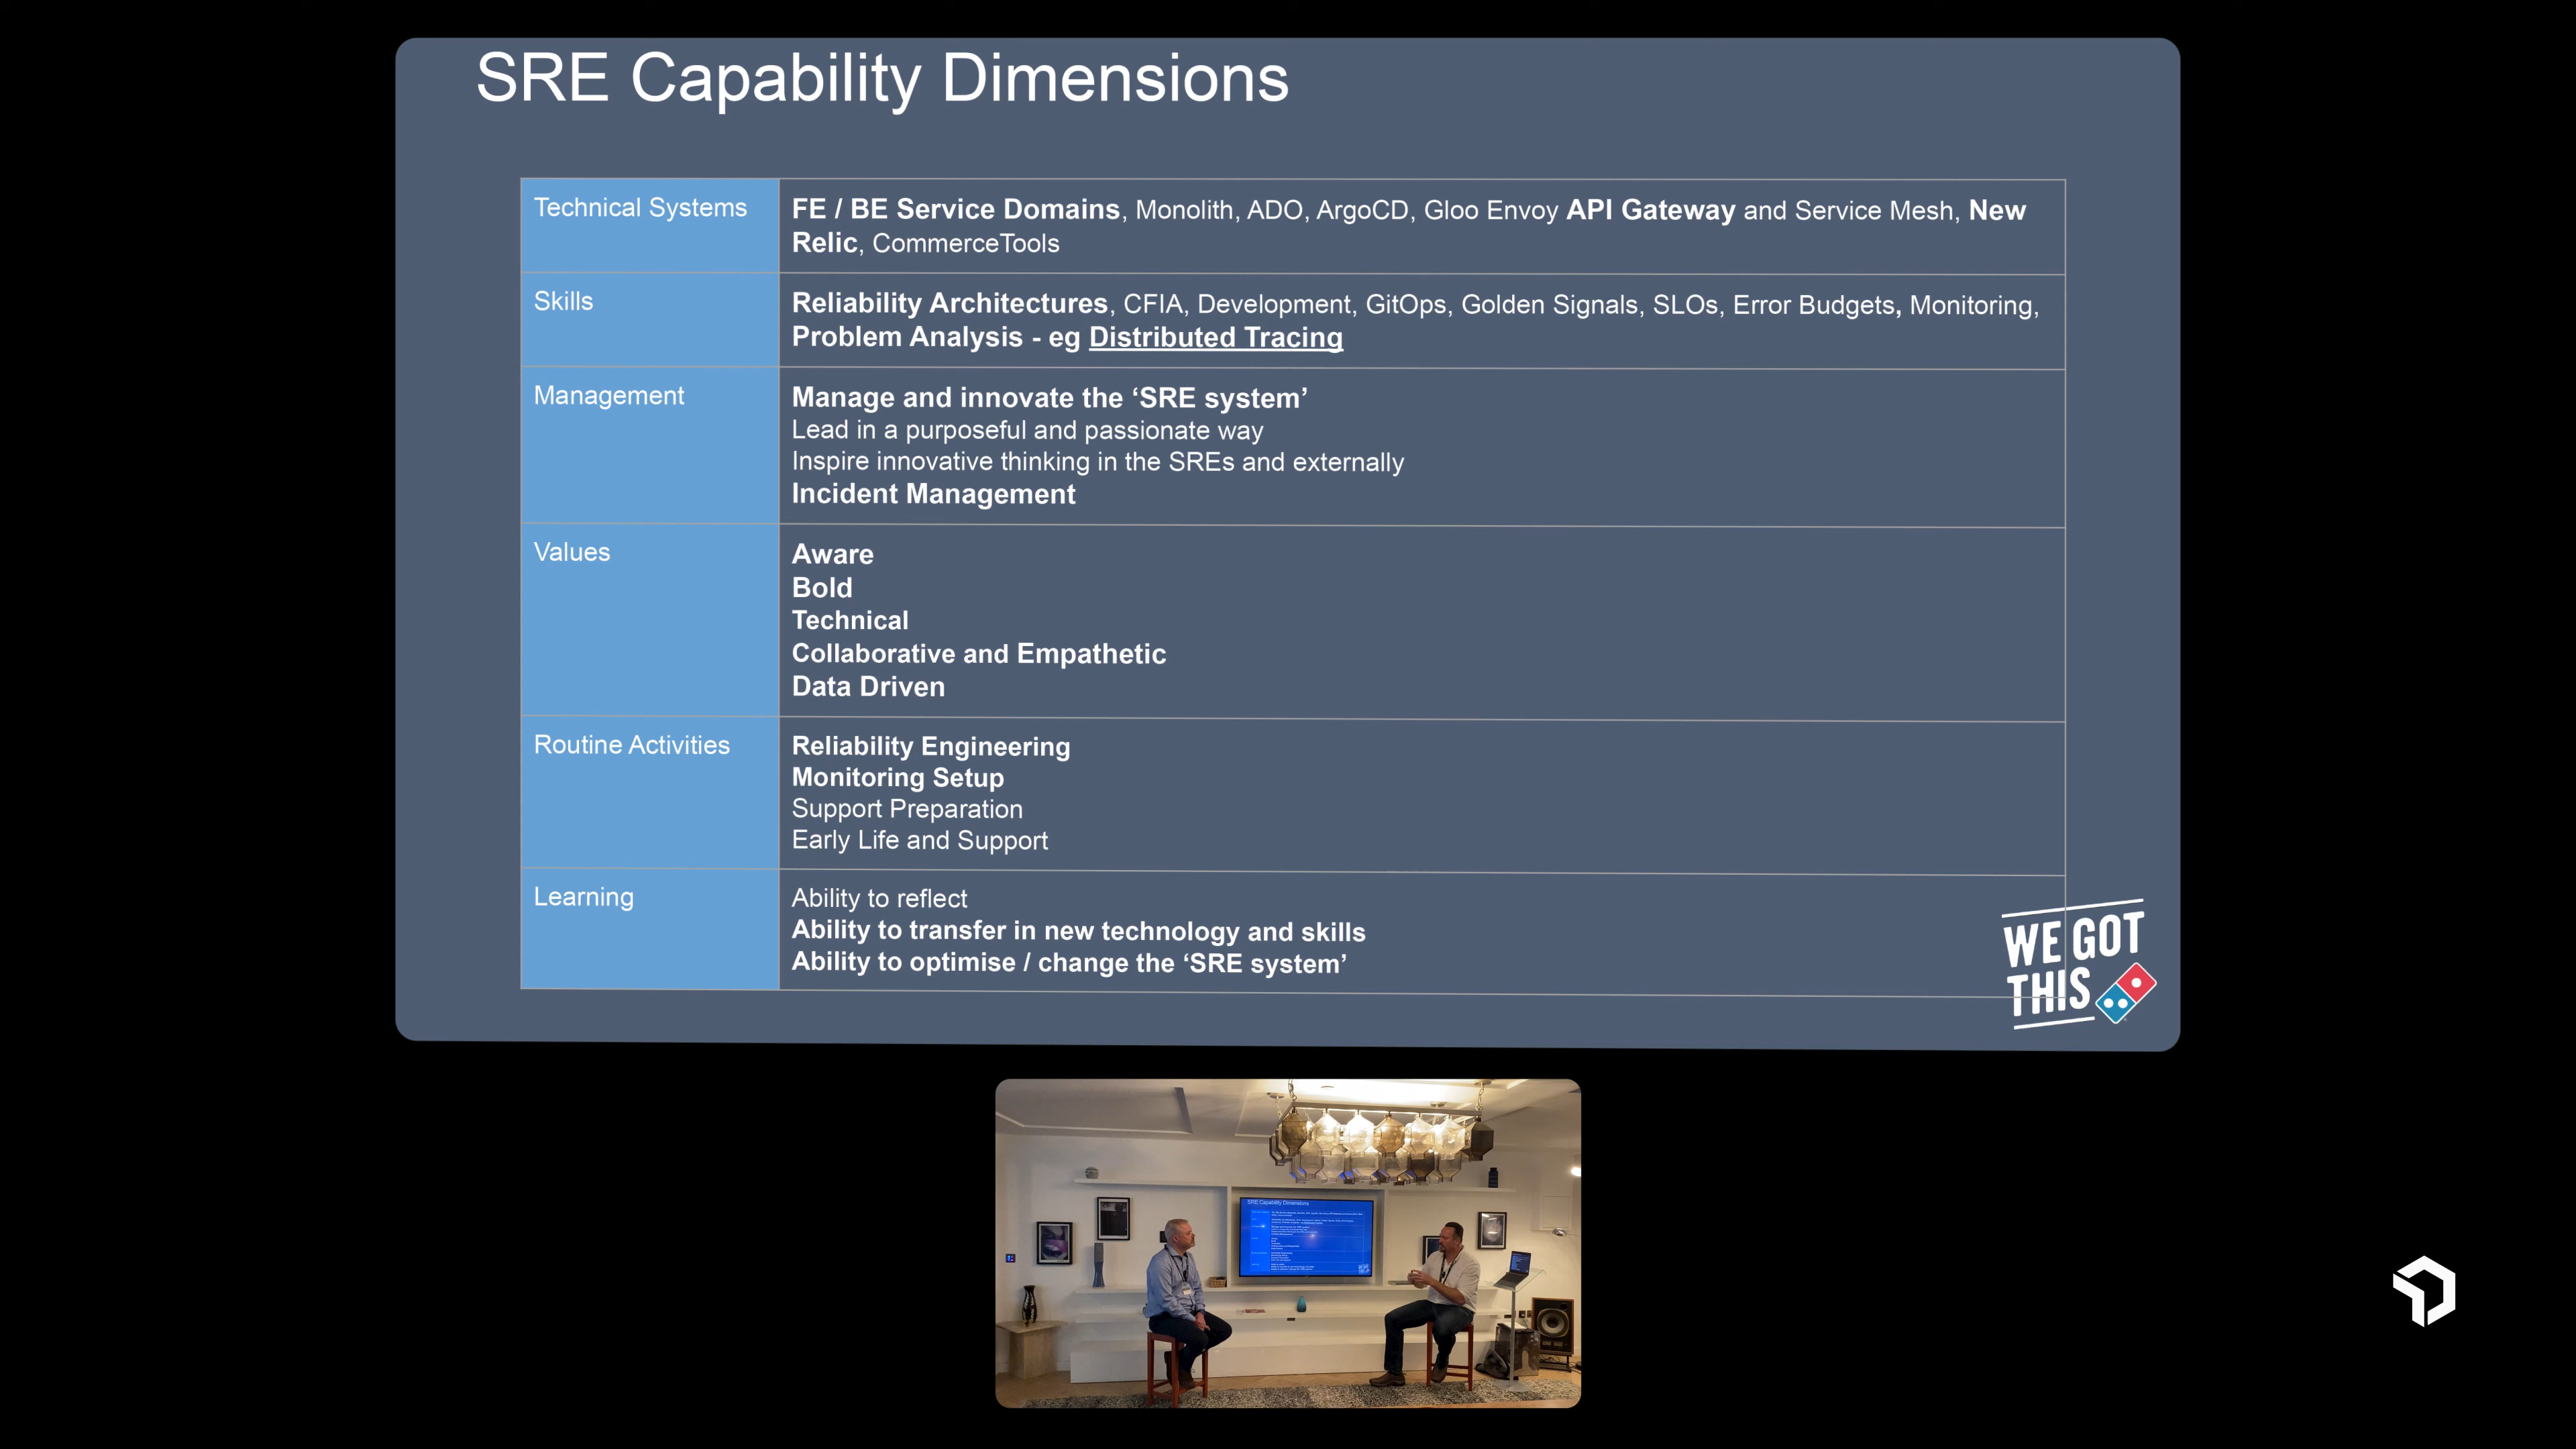 SRE Capability Dimensions
Technical Systems
FE / BE Service Domains, Monolith, ADO, ArgoCD, Gloo Envoy API Gateway and Service Mesh, New
Relic, CommerceTools
Skills
Reliability Architectures, CFIA, Development, GitOps, Golden Signals, SLOs, Error Budgets, Monitoring,
Problem Analysis - eg Distributed Tracing
Management
Manage and innovate the ‘SRE system’
Lead in a purposeful and passionate way
Inspire innovative thinking in the SREs and externally
Incident Management
Values
Aware
Bold
Technical
Collaborative and Empathetic
Data Driven
Routine Activities
Reliability Engineering
Monitoring Setup
Support Preparation
Early Life and Support
Learning
Ability to reflect
Ability to transfer in new technology and skills
Ability to optimise / change the ‘SRE system’
WE GOT
THIS
SRE Capability Dimensions